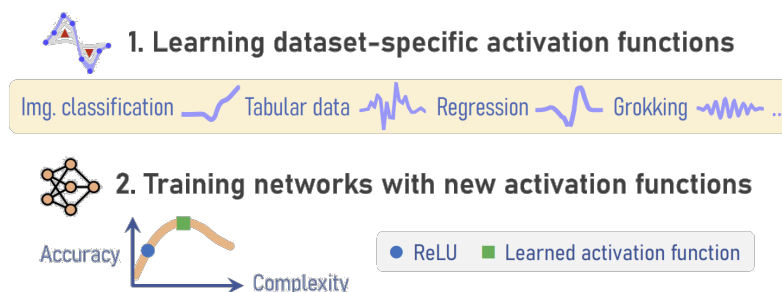 1. Learning dataset-specific activation functions
Img. classification Tabular data Regression Grokking ...
2. Training networks with new activation functions
Accuracy
Complexity
ReLU Learned activation function